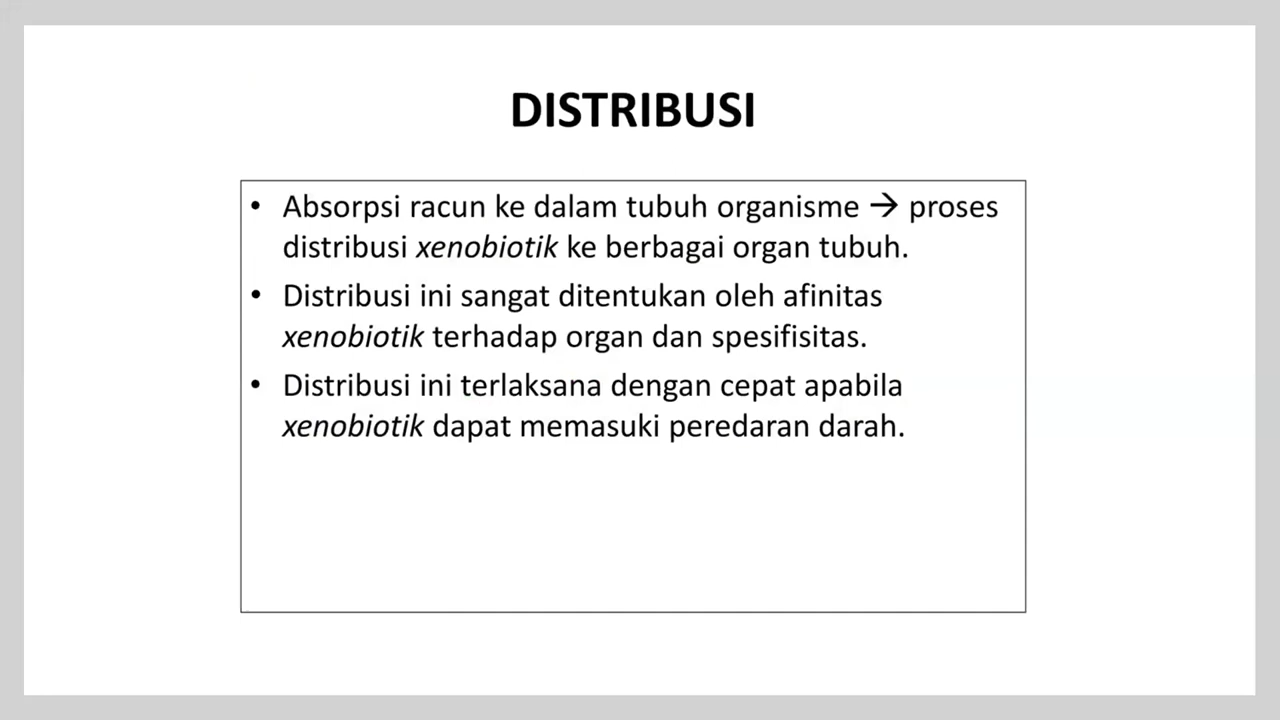 DISTRIBUSI
• Absorpsi racun ke dalam tubuh organisme → proses
distribusi xenobiotik ke berbagai organ tubuh.
• Distribusi ini sangat ditentukan oleh afinitas
xenobiotik terhadap organ dan spesifisitas.
• Distribusi ini terlaksana dengan cepat apabila
xenobiotik dapat memasuki peredaran darah.